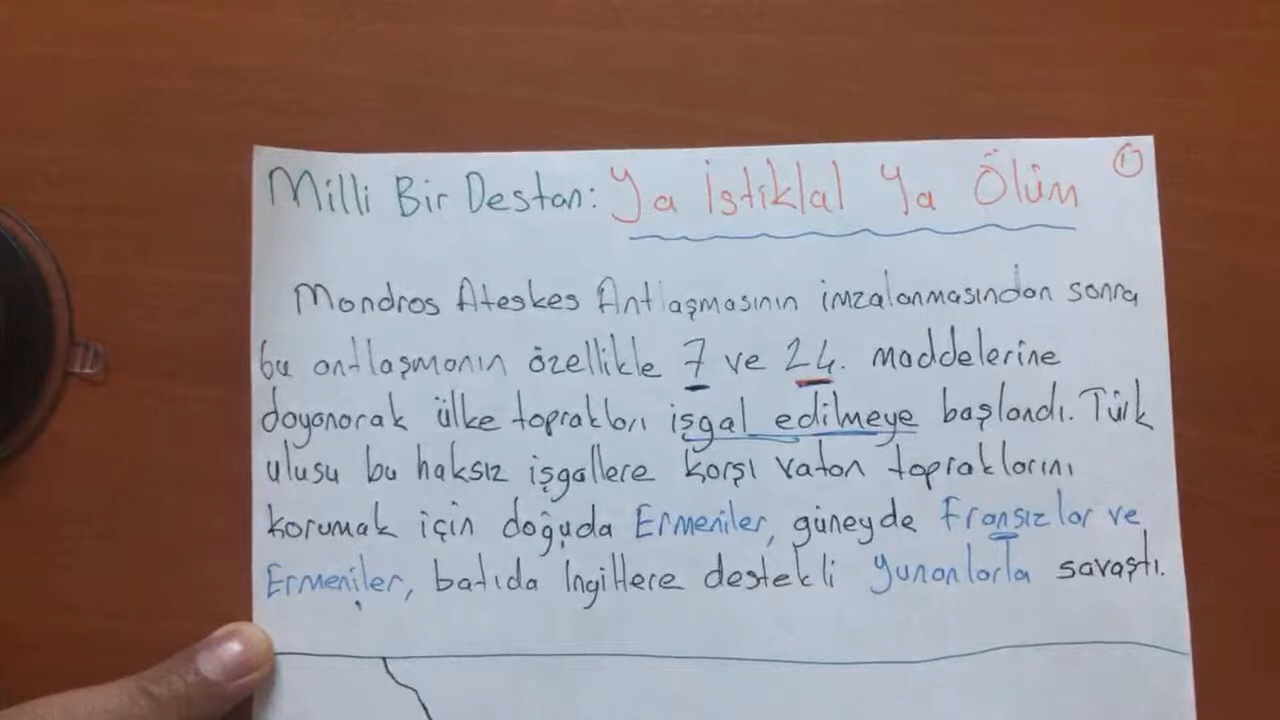 Milli Bir Destan: Ya İstiklal Ya Ölüm 1
Mondros Ateşkes Antlaşmasının imzalanmasından sonra
bu antlaşmanın özellikle 7 ve 24. maddelerine
dayanarak ülke toprakları işgal edilmeye başlandı. Türk
ulusu bu haksız işgallere karşı vatan topraklarını
korumak için doğuda Ermeniler, güneyde Fransızlar ve
Ermeniler, batıda İngiltere destekli Yunanlarla savaştı.